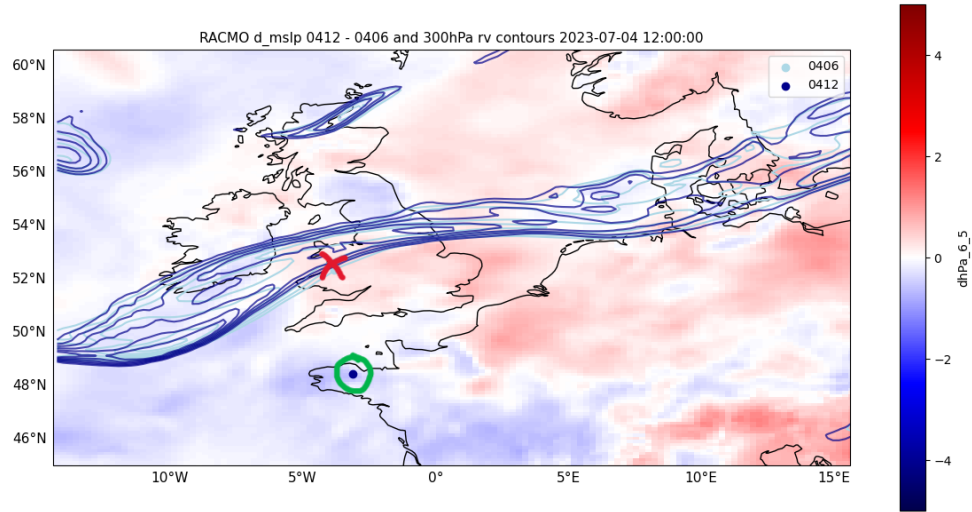 RACMO d_mslp 0412 - 0406 and 300hPa rv contours 2023-07-04 12:00:00
0406
0412
60°N
58°N
56°N
54°N
52°N
50°N
48°N
46°N
10°W
5°W
0°
5°E
10°E
15°E
4
2
0
−2
−4
dhPa_6_5